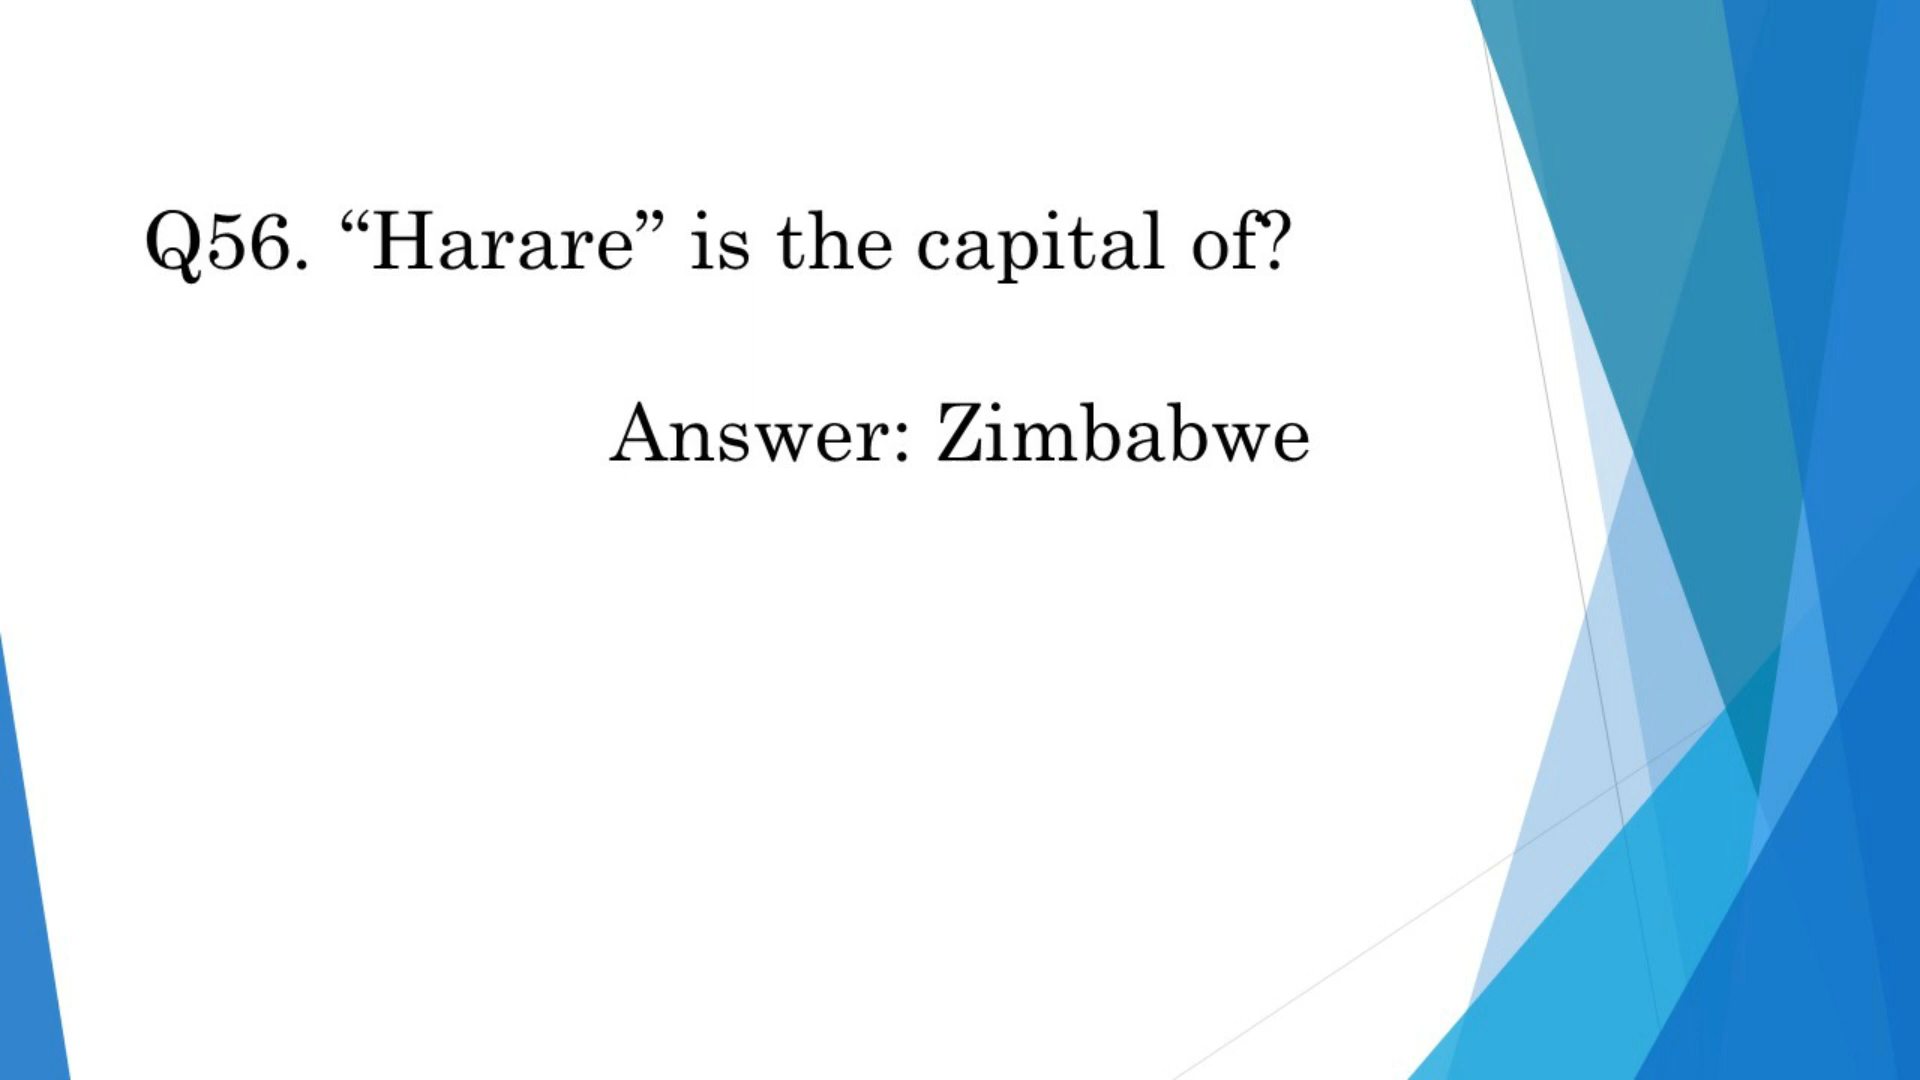 Q56. “Harare” is the capital of?
Answer: Zimbabwe